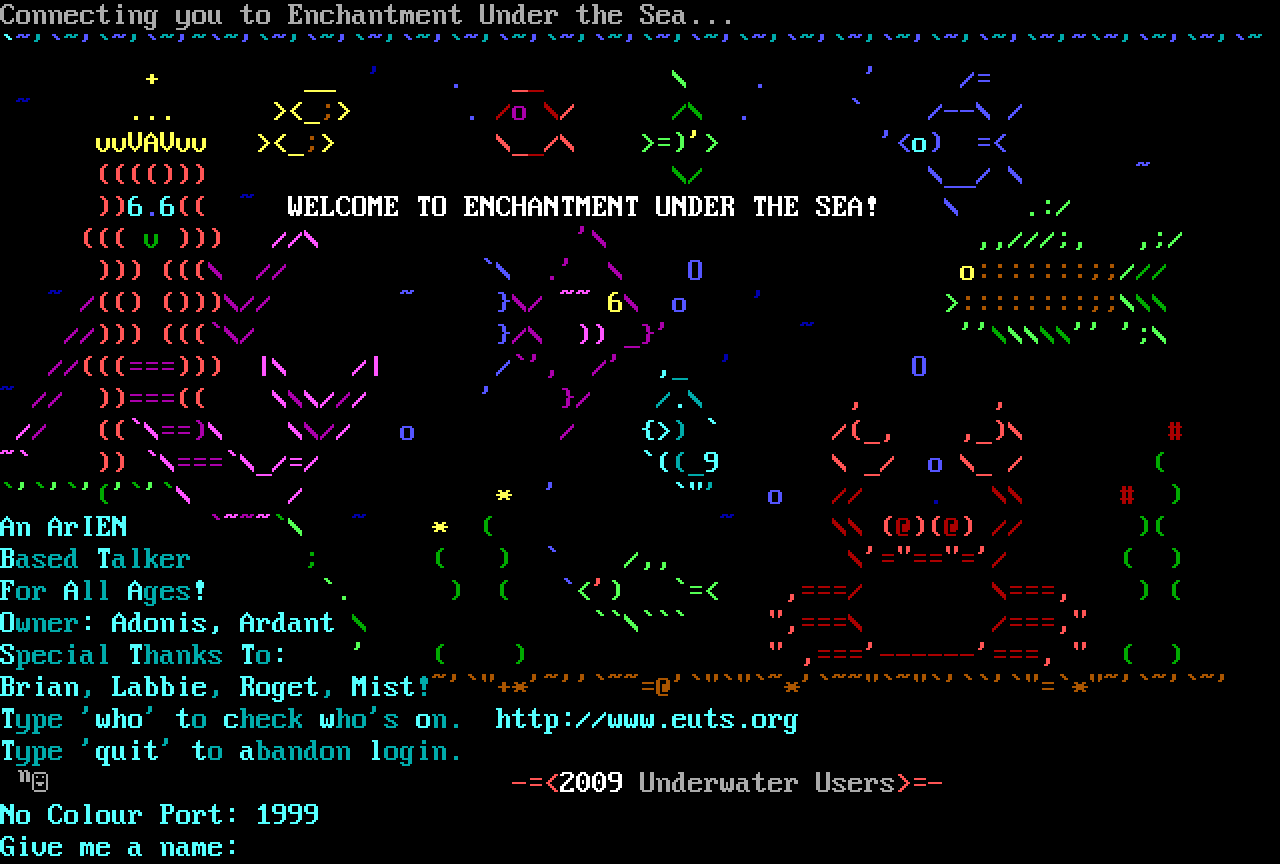 Connecting you to Enchantment Under the Sea...
WELCOME TO ENCHANTMENT UNDER THE SEA!
An ArIEN
Based Talker
For All Ages!
Owner: Adonis, Ardant
Special Thanks To:
Brian, Labbie, Roget, Mist!
Type 'who' to check who's on. http://www.euts.org
Type 'quit' to abandon login.
-=<2009 Underwater Users>=-
No Colour Port: 1999
Give me a name: